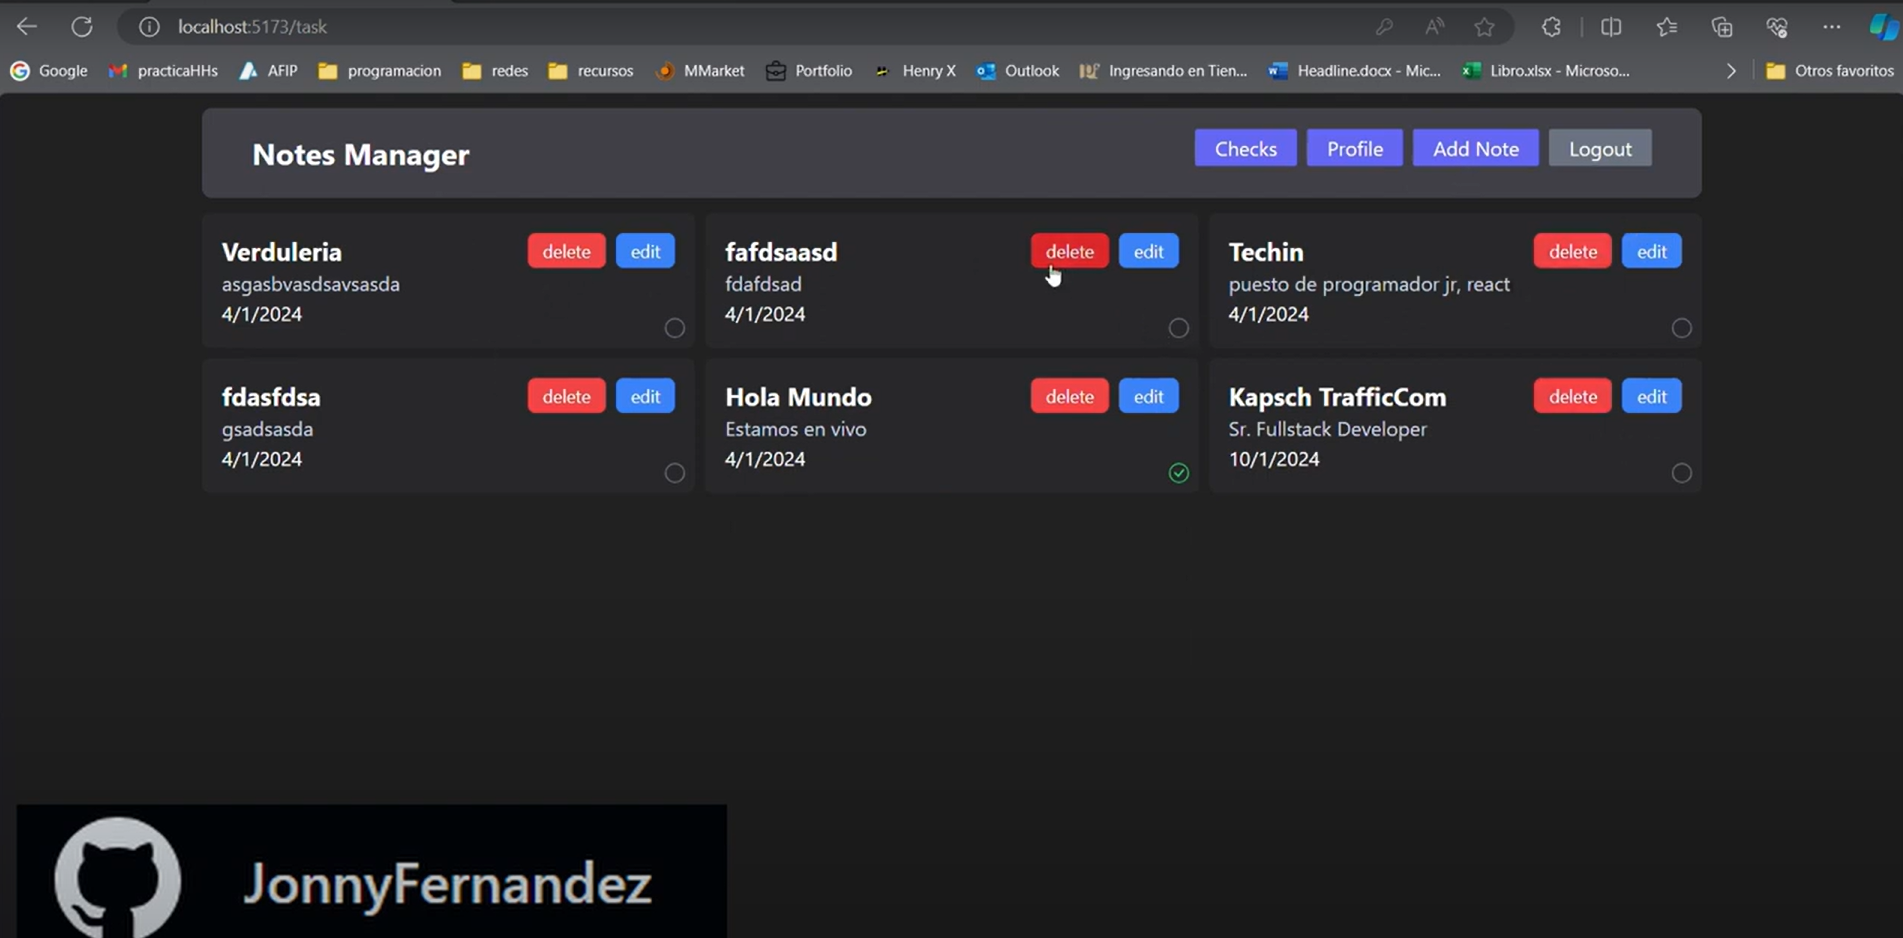 localhost:5173/task
Google practicaHHs AFIP programacion redes recursos MMarket Portfolio Henry X Outlook Ingresando en Tien... Headline.docx - Mic... Libro.xlsx - Microso... Otros favoritos
Notes Manager Checks Profile Add Note Logout
Verduleria delete edit
asgasbvasdsavsasda
4/1/2024
fafdsaasd delete edit
fdafdsad
4/1/2024
Techin delete edit
puesto de programador jr, react
4/1/2024
fdasfdsa delete edit
gsadsasda
4/1/2024
Hola Mundo delete edit
Estamos en vivo
4/1/2024
Kapsch TrafficCom delete edit
Sr. Fullstack Developer
10/1/2024
JonnyFernandez